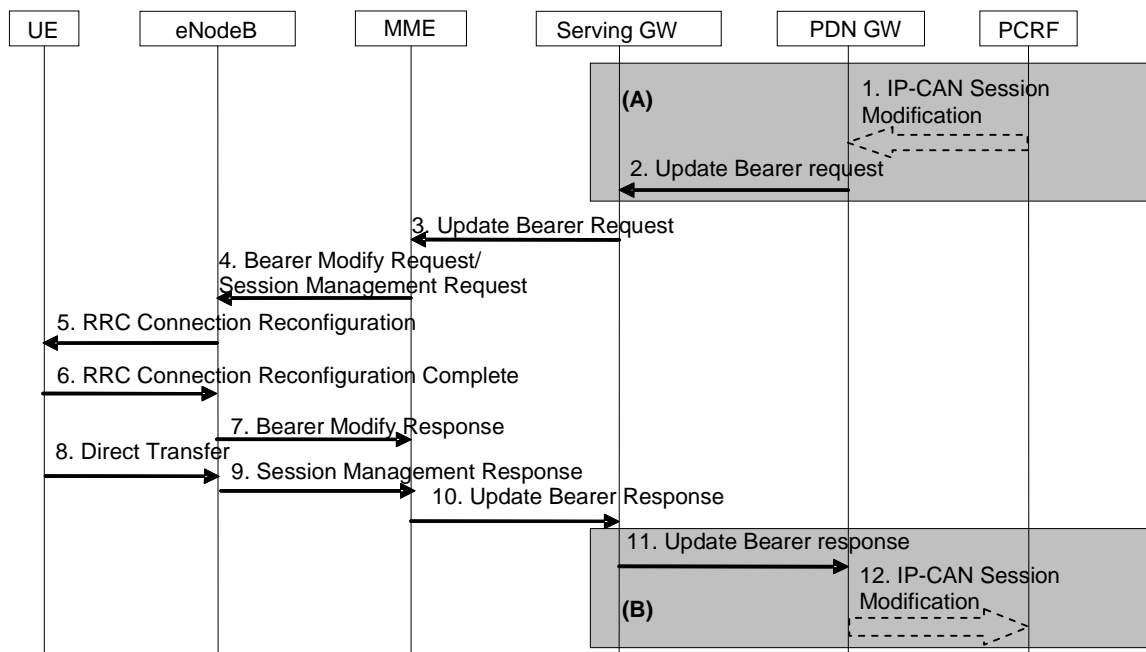 UE
eNodeB
MME
Serving GW
PDN GW
PCRF
(A)
1. IP-CAN Session
Modification
2. Update Bearer request
3. Update Bearer Request
4. Bearer Modify Request/
Session Management Request
5. RRC Connection Reconfiguration
6. RRC Connection Reconfiguration Complete
7. Bearer Modify Response
8. Direct Transfer
9. Session Management Response
10. Update Bearer Response
11. Update Bearer response
12. IP-CAN Session
Modification
(B)